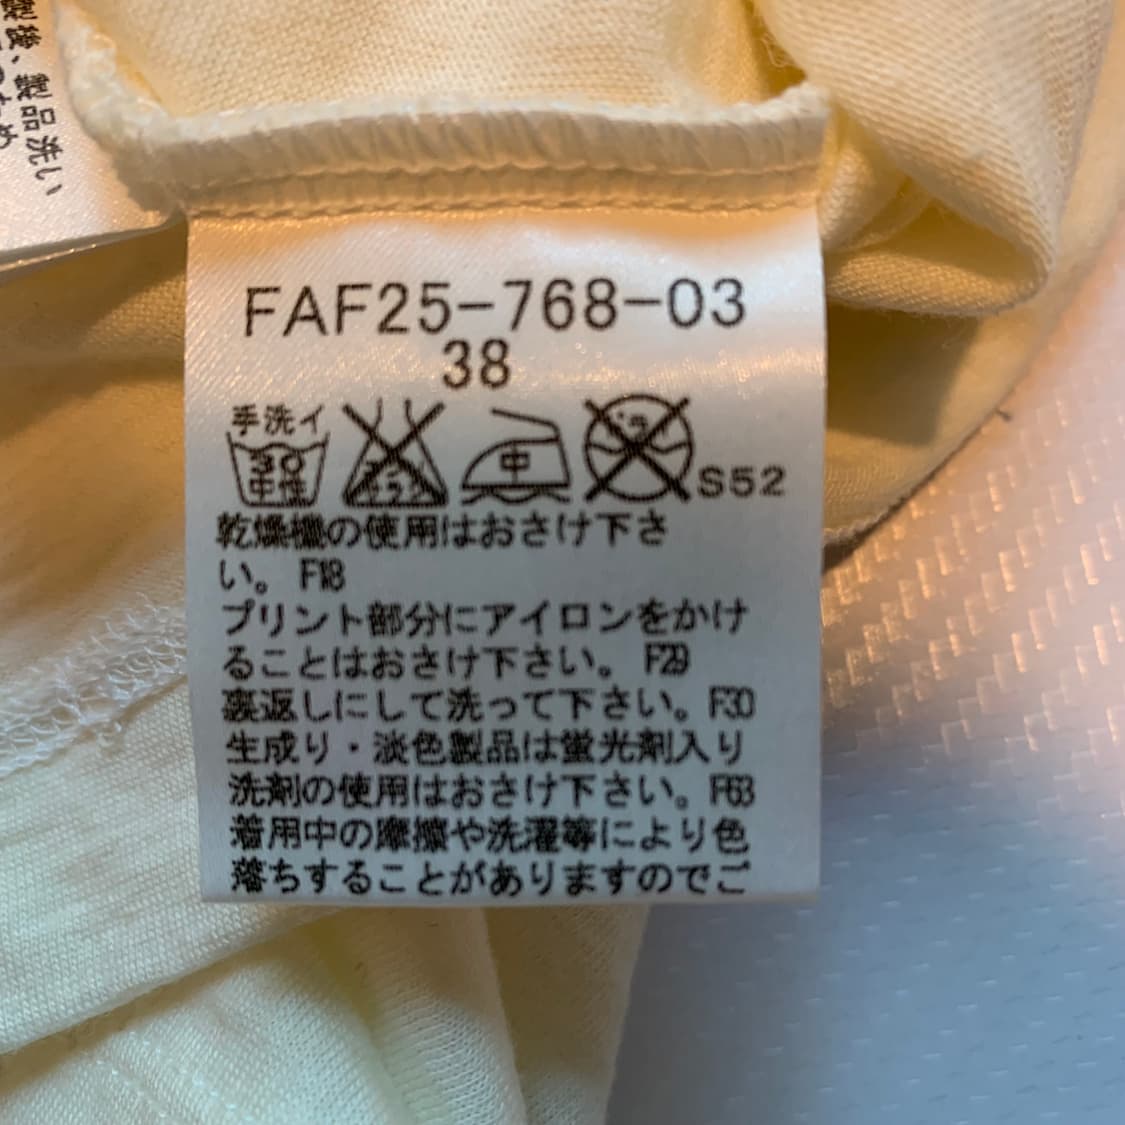 製後、製品洗い
FAF25-768-03
38
手洗イ
30
中性
中
S52
乾燥機の使用はおさけ下さ
い。 F18
プリント部分にアイロンをかけ
ることはおさけ下さい。 F29
裏返しにして洗って下さい。F30
生成り・淡色製品は蛍光剤入り
洗剤の使用はおさけ下さい。F63
着用中の摩擦や洗濯等により色
落ちすることがありますのでご